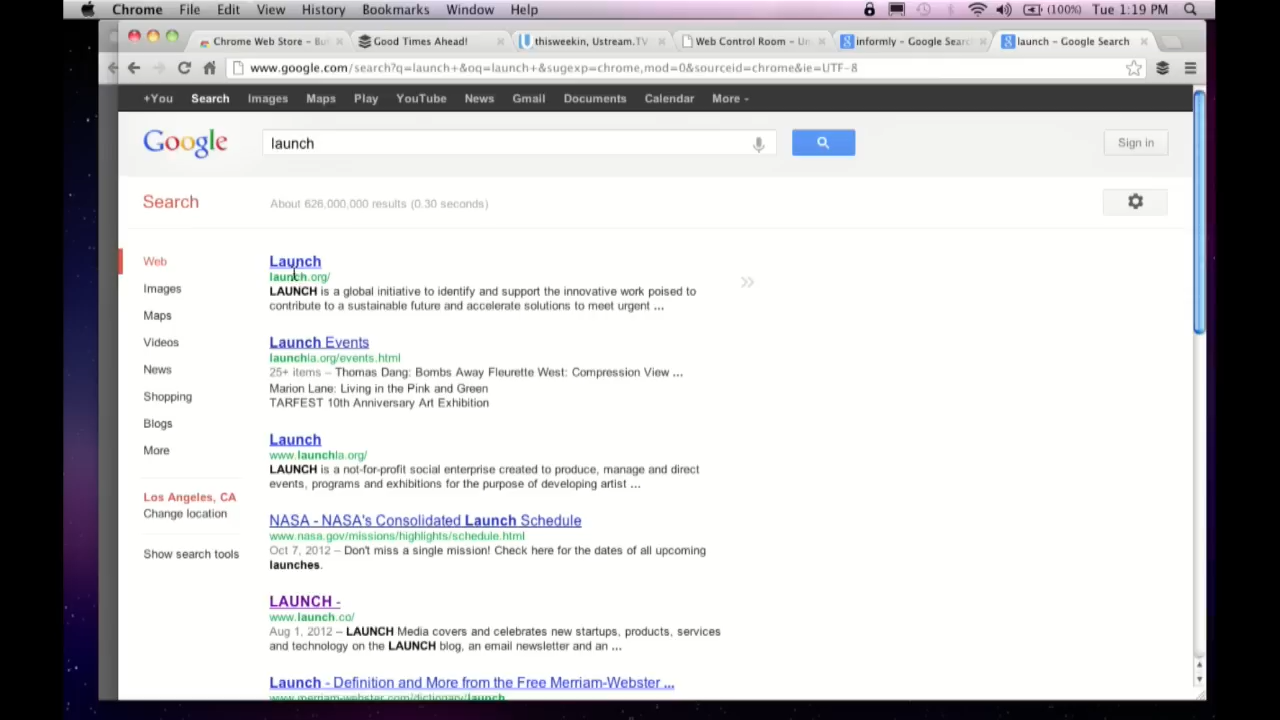 Chrome File Edit View History Bookmarks Window Help (100%) Tue 1:19 PM
Chrome Web Store – Bus Good Times Ahead! thisweekin, Ustream.TV Web Control Room – Un informly – Google Search launch – Google Search
www.google.com/search?q=launch+&oq=launch+&sugexp=chrome,mod=0&sourceid=chrome&ie=UTF-8
+You Search Images Maps Play YouTube News Gmail Documents Calendar More
Google launch Sign in
Search About 626,000,000 results (0.30 seconds)
Web
Images
Maps
Videos
News
Shopping
Blogs
More
Los Angeles, CA
Change location
Show search tools
Launch
launch.org/
LAUNCH is a global initiative to identify and support the innovative work poised to
contribute to a sustainable future and accelerate solutions to meet urgent ...
Launch Events
launchla.org/events.html
25+ items – Thomas Dang: Bombs Away Fleurette West: Compression View ...
Marion Lane: Living in the Pink and Green
TARFEST 10th Anniversary Art Exhibition
Launch
www.launchla.org/
LAUNCH is a not-for-profit social enterprise created to produce, manage and direct
events, programs and exhibitions for the purpose of developing artist ...
NASA - NASA's Consolidated Launch Schedule
www.nasa.gov/missions/highlights/schedule.html
Oct 7, 2012 – Don't miss a single mission! Check here for the dates of all upcoming
launches.
LAUNCH -
www.launch.co/
Aug 1, 2012 – LAUNCH Media covers and celebrates new startups, products, services
and technology on the LAUNCH blog, an email newsletter and an ...
Launch - Definition and More from the Free Merriam-Webster ...
www.merriam-webster.com/dictionary/launch